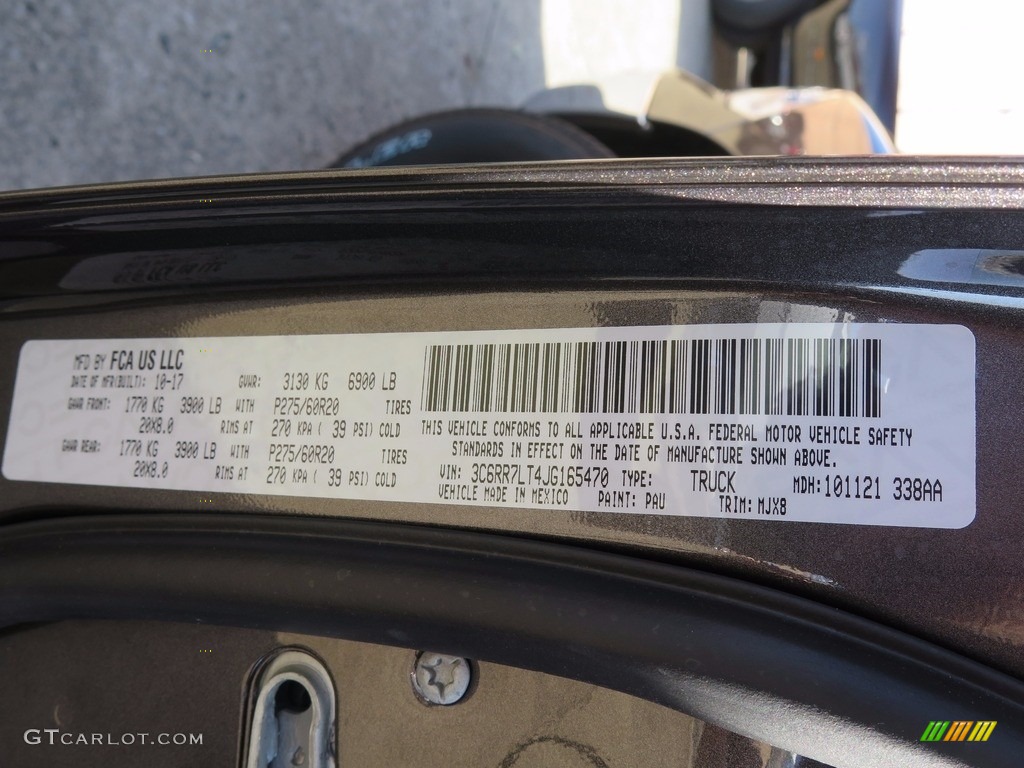 MFD BY FCA US LLC
DATE OF MFR(BUILT): 10-17 GVWR: 3130 KG 6900 LB
GAWR FRONT: 1770 KG 3900 LB WITH P275/60R20 TIRES
20X8.0 RIMS AT 270 KPA ( 39 PSI) COLD
GAWR REAR: 1770 KG 3900 LB WITH P275/60R20 TIRES
20X8.0 RIMS AT 270 KPA ( 39 PSI) COLD
THIS VEHICLE CONFORMS TO ALL APPLICABLE U.S.A. FEDERAL MOTOR VEHICLE SAFETY
STANDARDS IN EFFECT ON THE DATE OF MANUFACTURE SHOWN ABOVE.
VIN: 3C6RR7LT4JG165470 TYPE: TRUCK MDH:101121 338AA
VEHICLE MADE IN MEXICO PAINT: PAU TRIM: MJX8
GTCARLOT.COM